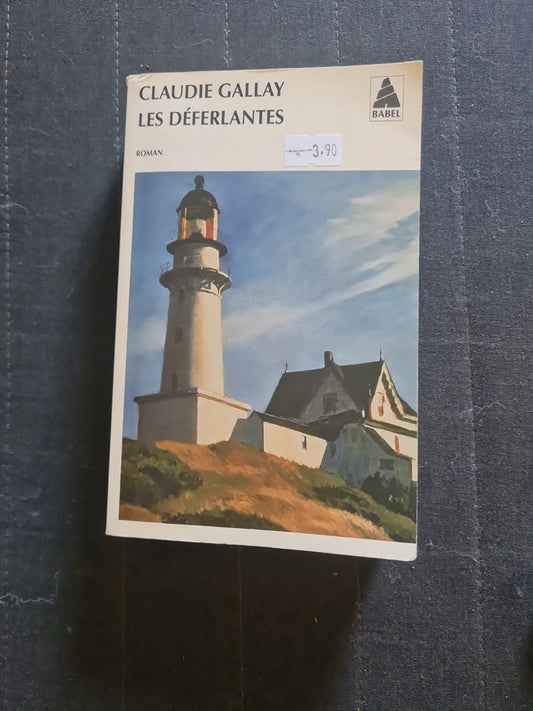 CLAUDIE GALLAY
LES DÉFERLANTES
BABEL
ROMAN
3,90